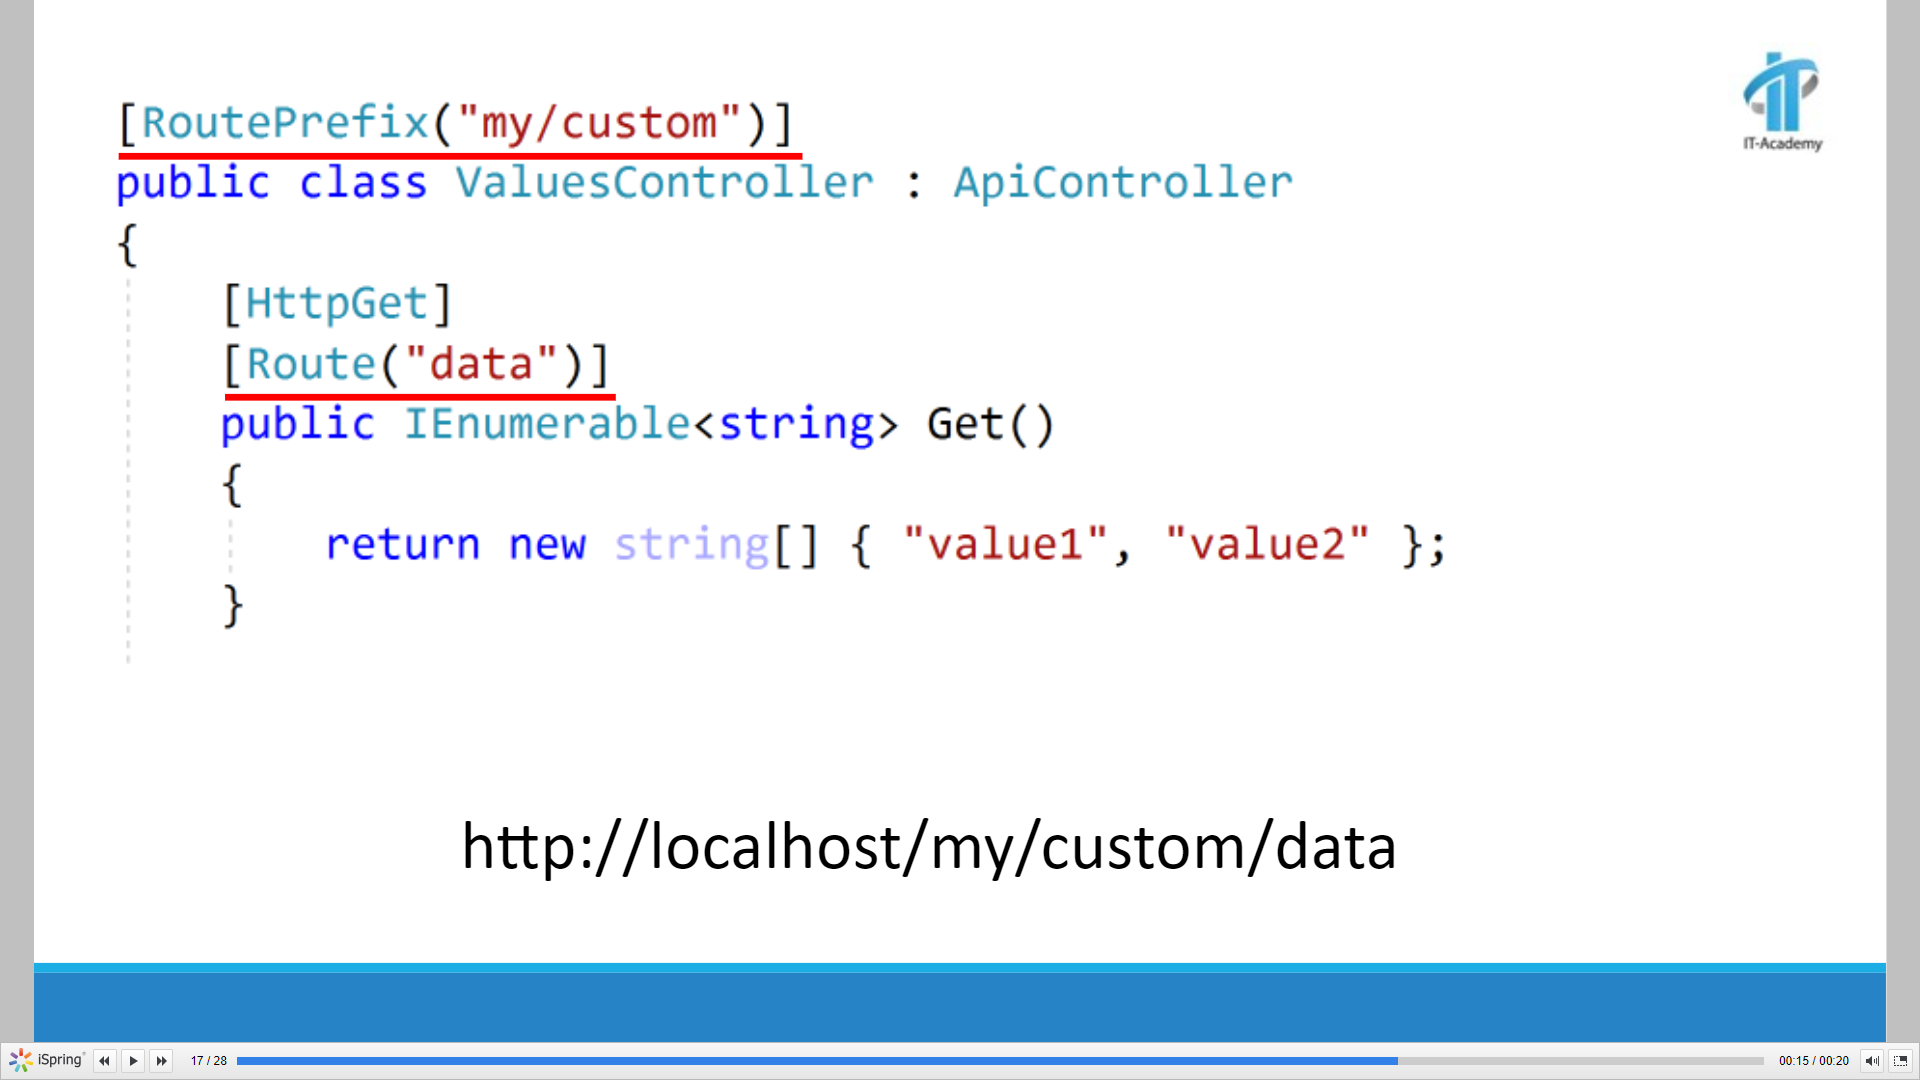 [RoutePrefix("my/custom")]
public class ValuesController : ApiController
{
[HttpGet]
[Route("data")]
public IEnumerable<string> Get()
{
return new string[] { "value1", "value2" };
}
http://localhost/my/custom/data
IT-Academy
iSpring
17 / 28
00:15 / 00:20